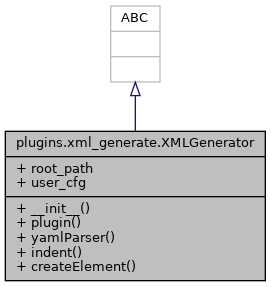 ABC
plugins.xml_generate.XMLGenerator
+ root_path
+ user_cfg
+ __init__()
+ plugin()
+ yamlParser()
+ indent()
+ createElement()